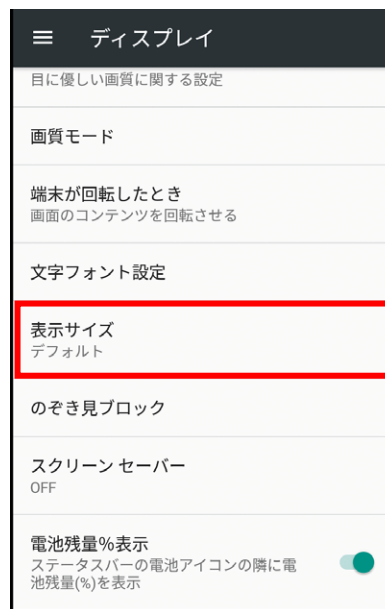 ディスプレイ
目に優しい画質に関する設定
画質モード
端末が回転したとき
画面のコンテンツを回転させる
文字フォント設定
表示サイズ
デフォルト
のぞき見ブロック
スクリーン セーバー
OFF
電池残量%表示
ステータスバーの電池アイコンの隣に電
池残量(%)を表示